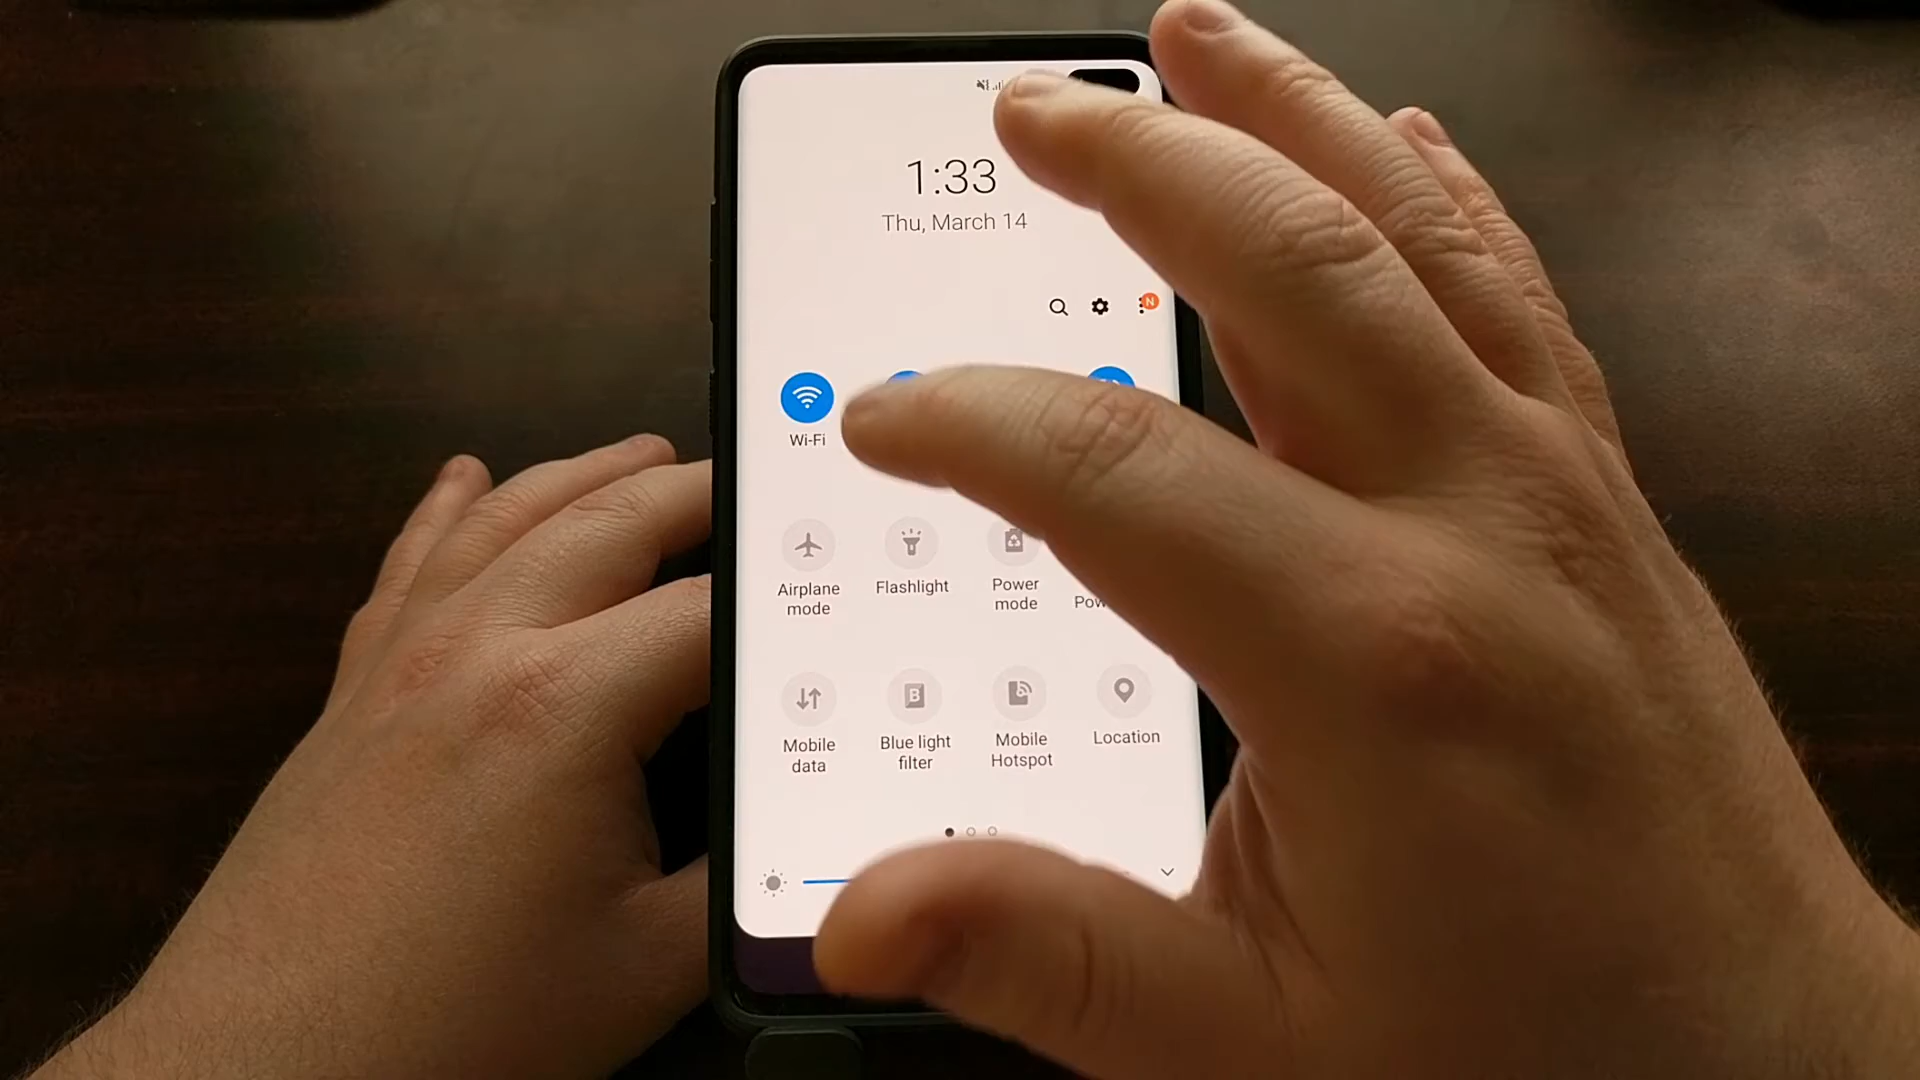 1:33
Thu, March 14
N
Wi-Fi
Airplane
mode
Flashlight
Power
mode
Mobile
data
B
Blue light
filter
Mobile
Hotspot
Location